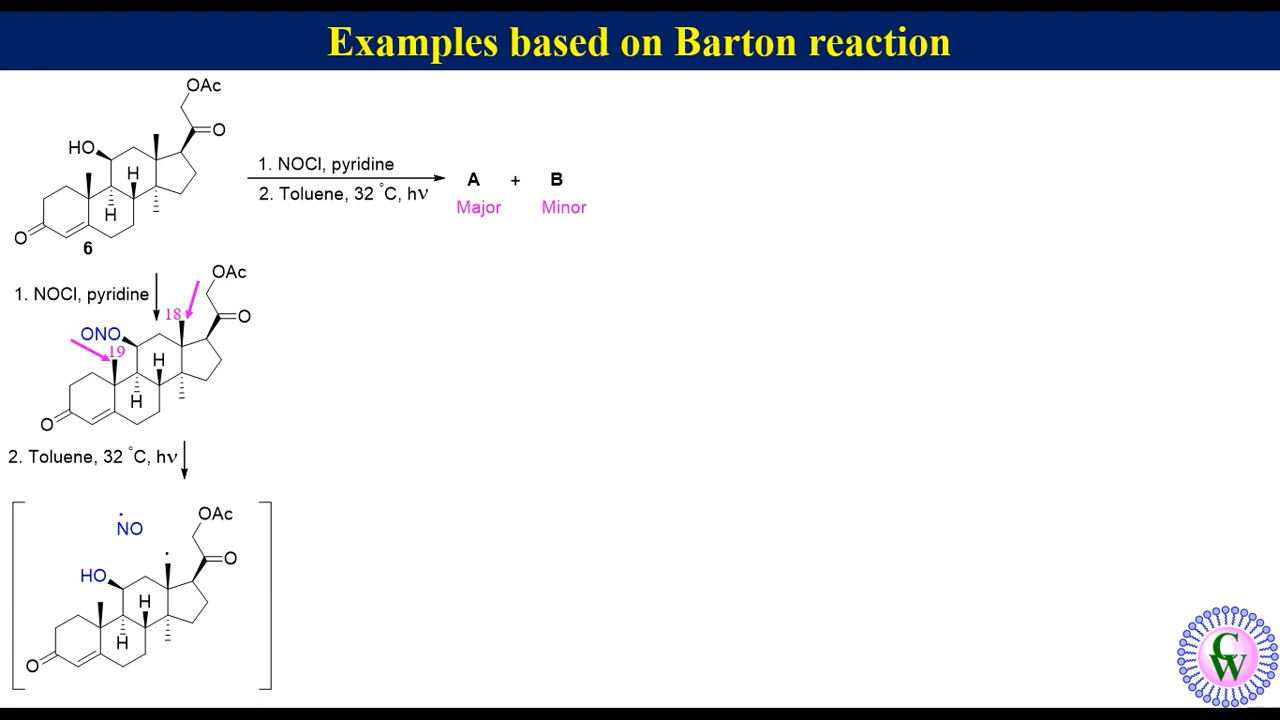 Examples based on Barton reaction
OAc
O
HO
H
H
O
6
1. NOCl, pyridine
2. Toluene, 32 °C, hν
A + B
Major Minor
1. NOCl, pyridine
OAc
18
O
ONO
19
H
H
O
2. Toluene, 32 °C, hν
OAc
NO
O
HO
H
H
O
CW